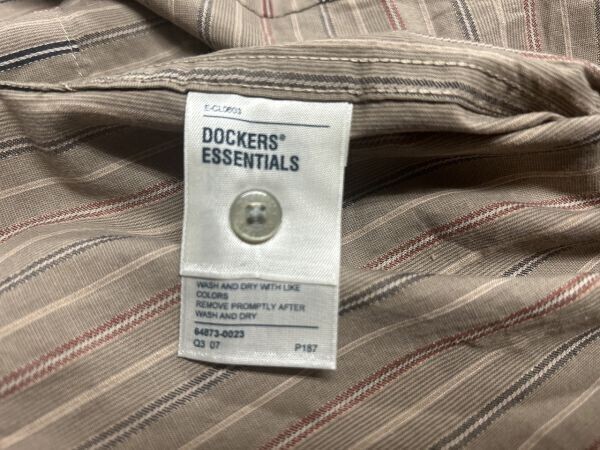 E-CL0603
DOCKERS®
ESSENTIALS
WASH AND DRY WITH LIKE
COLORS
REMOVE PROMPTLY AFTER
WASH AND DRY
64873-0023
Q3 07 P187